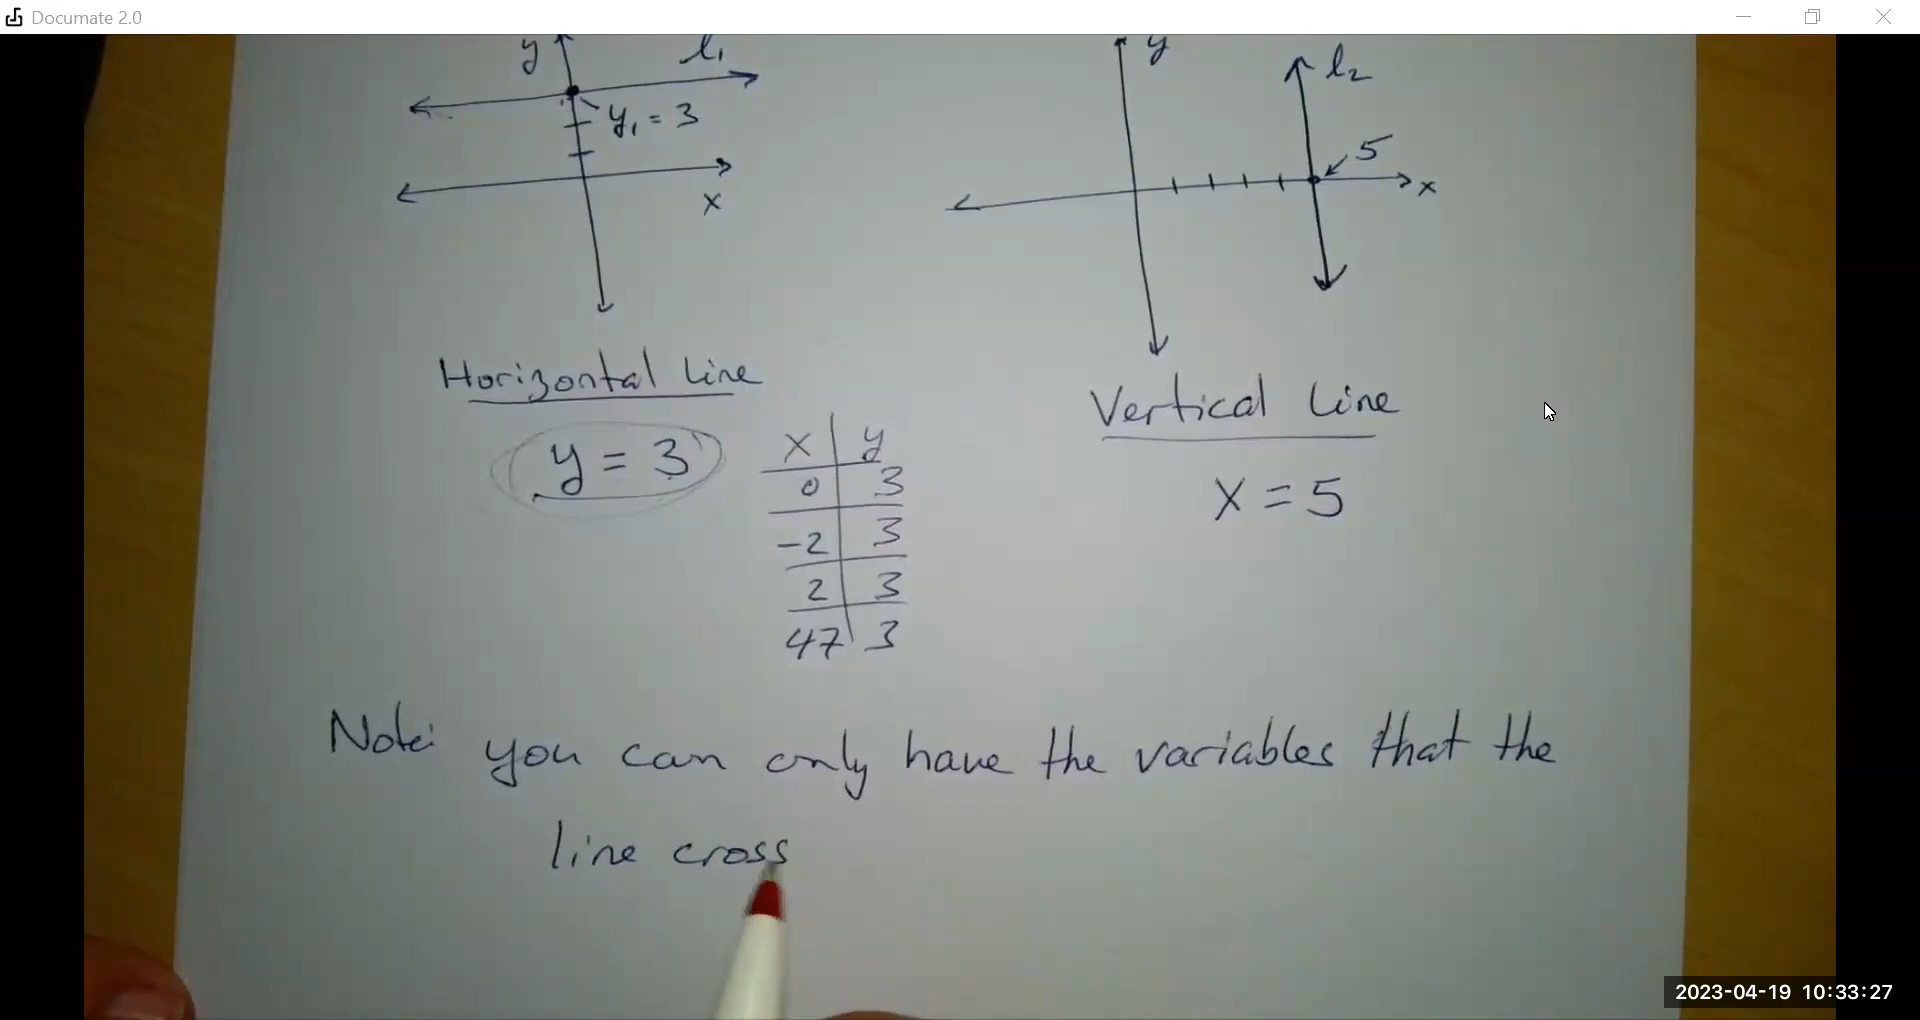 Documate 2.0
y
l₁
y₁ = 3
x
y
l₂
5
x
Horizontal Line
y = 3
x y
0 3
-2 3
2 3
47 3
Vertical Line
x = 5
Note: you can only have the variables that the
line cross
2023-04-19 10:33:27